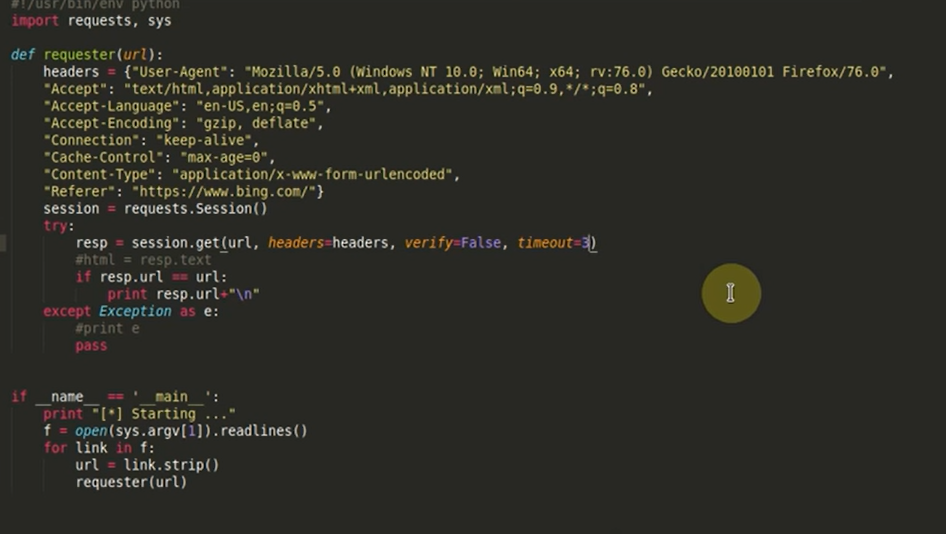 #!/usr/bin/env python
import requests, sys
def requester(url):
    headers = {"User-Agent": "Mozilla/5.0 (Windows NT 10.0; Win64; x64; rv:76.0) Gecko/20100101 Firefox/76.0",
    "Accept": "text/html,application/xhtml+xml,application/xml;q=0.9,*/*;q=0.8",
    "Accept-Language": "en-US,en;q=0.5",
    "Accept-Encoding": "gzip, deflate",
    "Connection": "keep-alive",
    "Cache-Control": "max-age=0",
    "Content-Type": "application/x-www-form-urlencoded",
    "Referer": "https://www.bing.com/"}
    session = requests.Session()
    try:
        resp = session.get(url, headers=headers, verify=False, timeout=3)
        #html = resp.text
        if resp.url == url:
            print resp.url+"\n"
    except Exception as e:
        #print e
        pass
if __name__ == '__main__':
    print "[*] Starting ..."
    f = open(sys.argv[1]).readlines()
    for link in f:
        url = link.strip()
        requester(url)